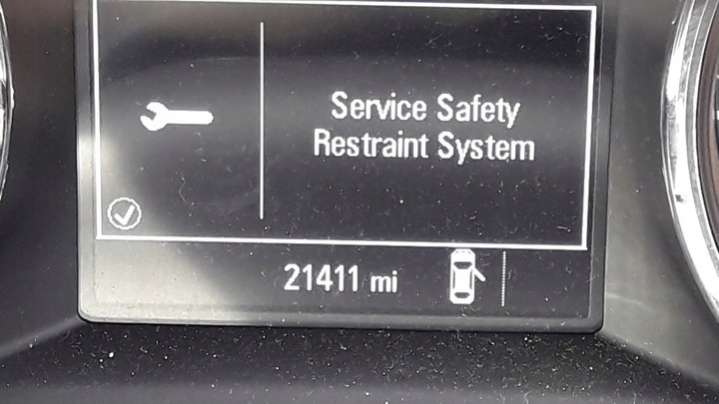 Service Safety
Restraint System
21411 mi